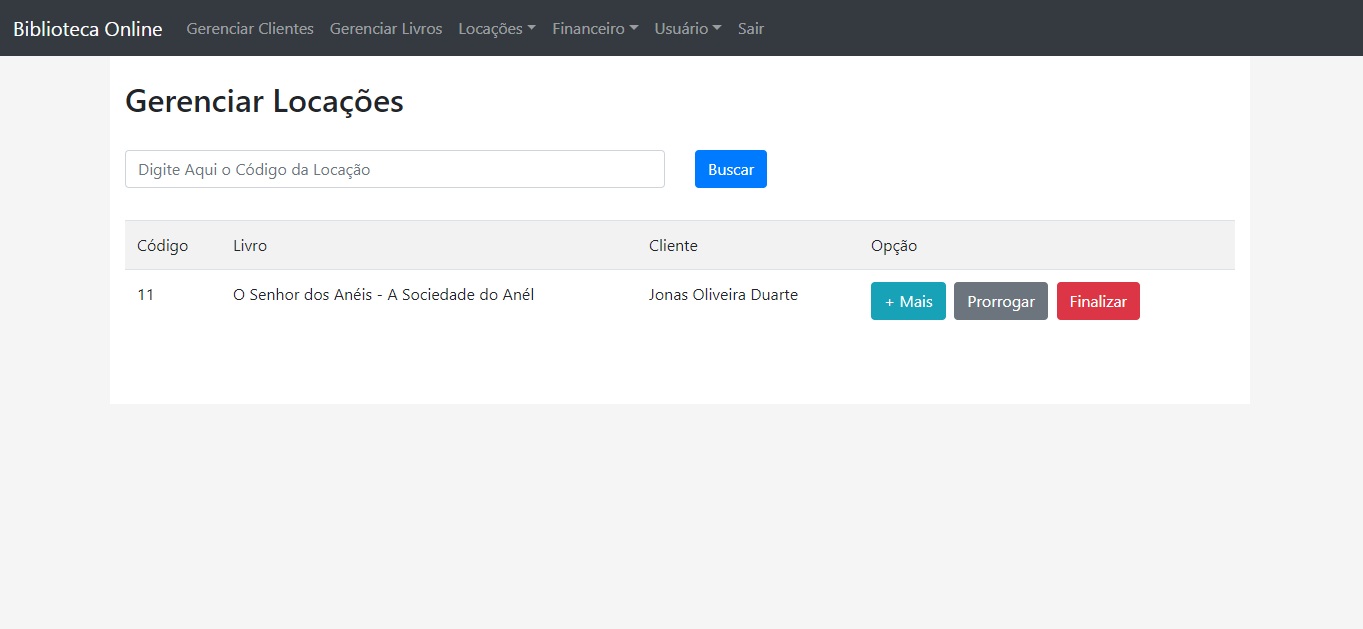 Biblioteca Online Gerenciar Clientes Gerenciar Livros Locações Financeiro Usuário Sair
Gerenciar Locações
Digite Aqui o Código da Locação Buscar
Código Livro Cliente Opção
11 O Senhor dos Anéis - A Sociedade do Anél Jonas Oliveira Duarte + Mais Prorrogar Finalizar